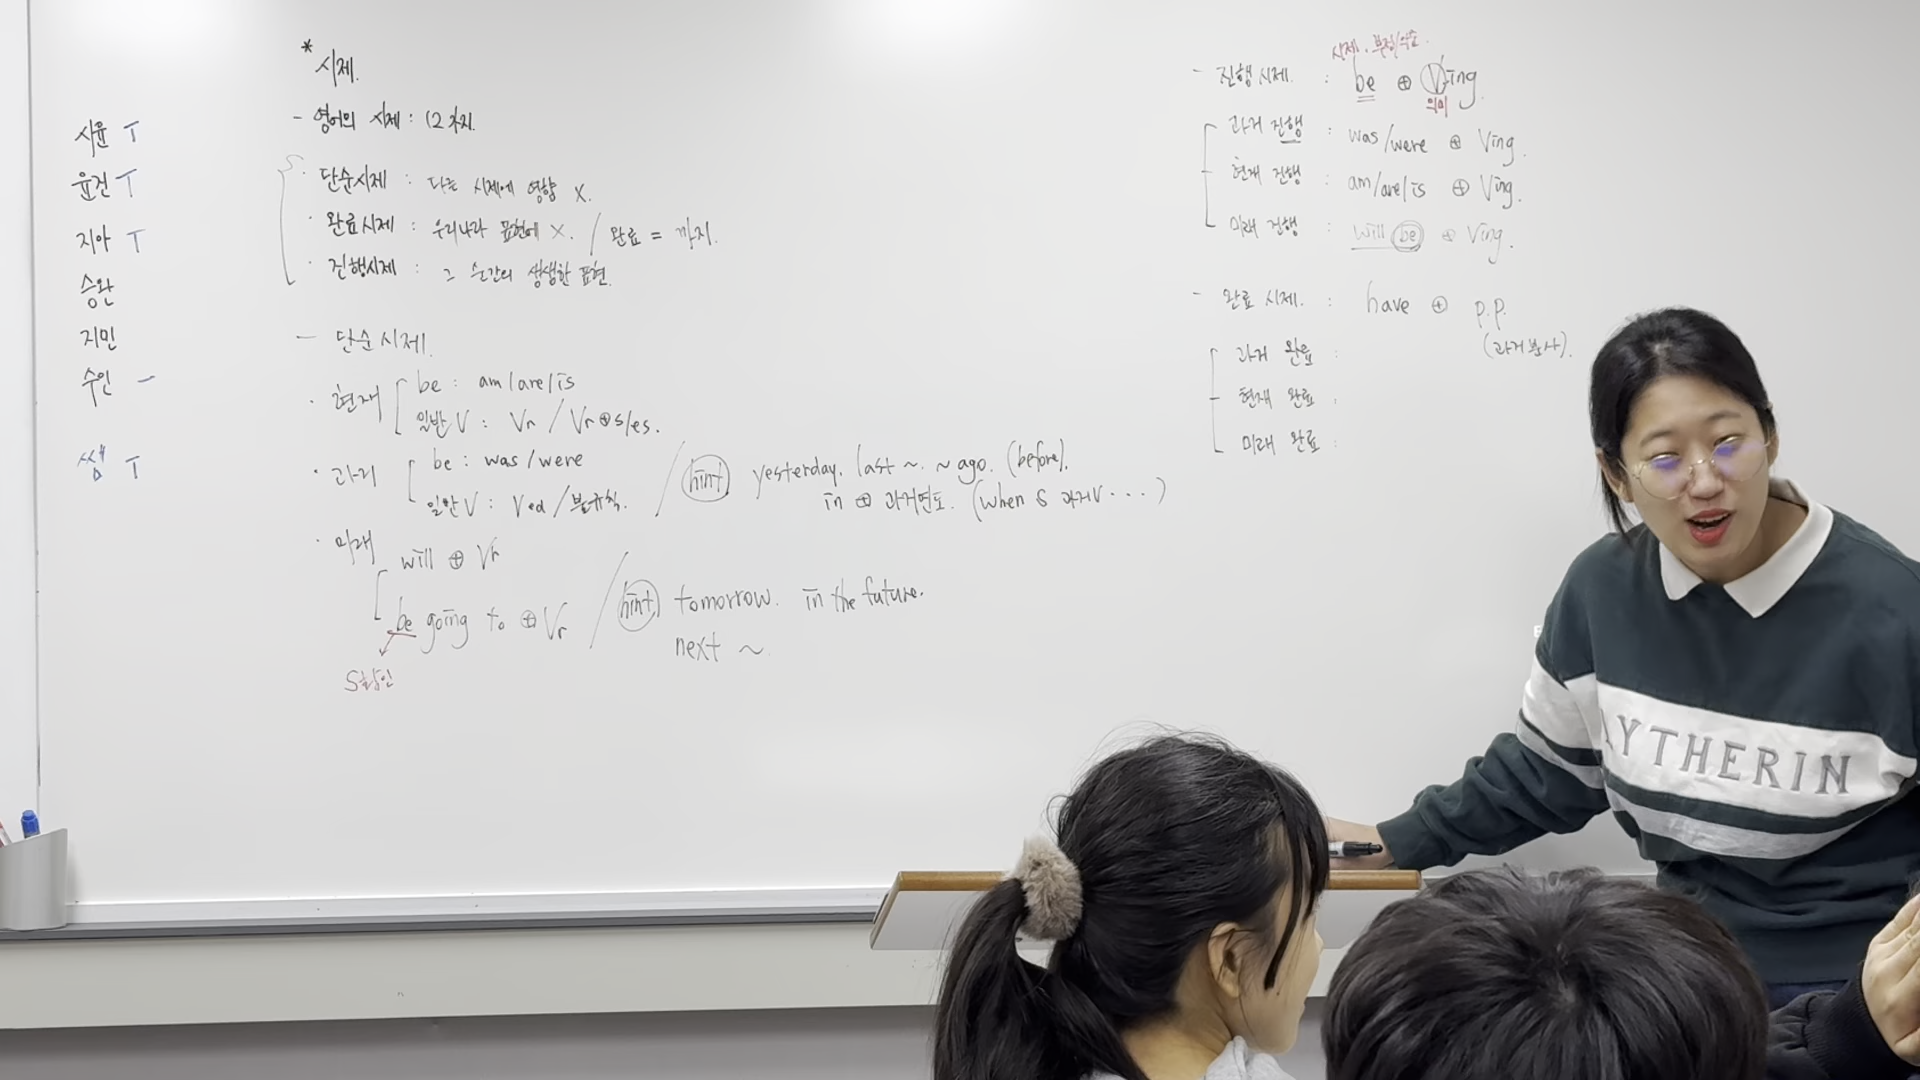 시윤 T
윤건 T
지아 T
승완
지민
수인 -
쌤 T
* 시제.
- 영어의 시제 : 12가지.
· 단순시제 : 다른 시제에 영향 X.
· 완료시제 : 우리나라 표현에 X. / 완료 = 까지.
· 진행시제 : 그 순간의 생생한 표현.
- 단순시제.
· 현재 be : am/are/is
일반V : Vr / Vr⊕s/es.
· 과거 be : was/were
일반V : Ved/불규칙.
/ hint yesterday. last ~. ~ ago. (before).
in ⊕ 과거연도. (when S 과거V ...)
· 미래 will ⊕ Vr
be going to ⊕ Vr
S확인
/ hint tomorrow. in the future.
next ~
시제. 부정/의문.
- 진행시제. : be ⊕ Ving.
의미
과거 진행 : was/were ⊕ Ving.
현재 진행 : am/are/is ⊕ Ving.
미래 진행 : will be ⊕ Ving.
- 완료 시제. : have ⊕ p.p.
(과거분사).
과거 완료 :
현재 완료 :
미래 완료 :
LYTHERIN